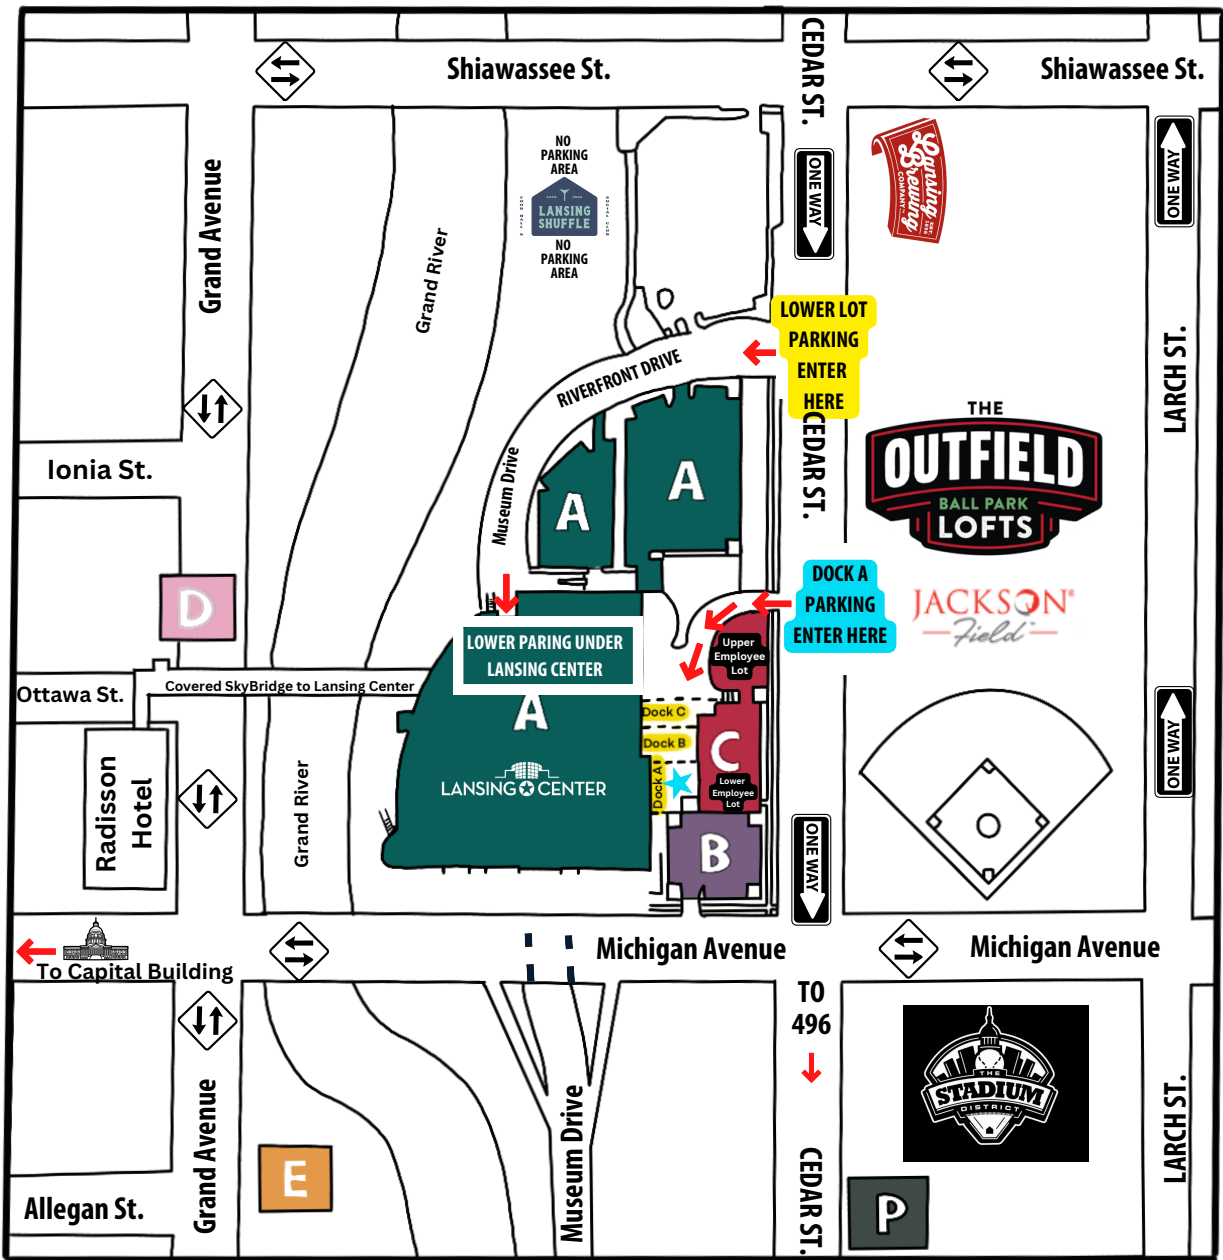 Shiawassee St.
Shiawassee St.
CEDAR ST.
NO
PARKING
AREA
LANSING
SHUFFLE
NO
PARKING
AREA
Grand Avenue
Grand River
ONE WAY
Lansing
Brewing
COMPANY
EST.
ONE WAY
LOWER LOT
PARKING
ENTER
HERE
RIVERFRONT DRIVE
LARCH ST.
CEDAR ST.
THE
OUTFIELD
BALL PARK
LOFTS
Ionia St.
Museum Drive
A
A
D
DOCK A
PARKING
ENTER HERE
JACKSON®
Field
LOWER PARING UNDER
LANSING CENTER
Upper
Employee
Lot
Ottawa St.
Covered SkyBridge to Lansing Center
A
Dock C
Dock B
Dock A
C
Lower
Employee
Lot
LANSING CENTER
Radisson
Hotel
Grand River
B
ONE WAY
ONE WAY
To Capital Building
Michigan Avenue
Michigan Avenue
TO
496
THE
STADIUM
DISTRICT
Grand Avenue
Museum Drive
CEDAR ST.
LARCH ST.
E
P
Allegan St.